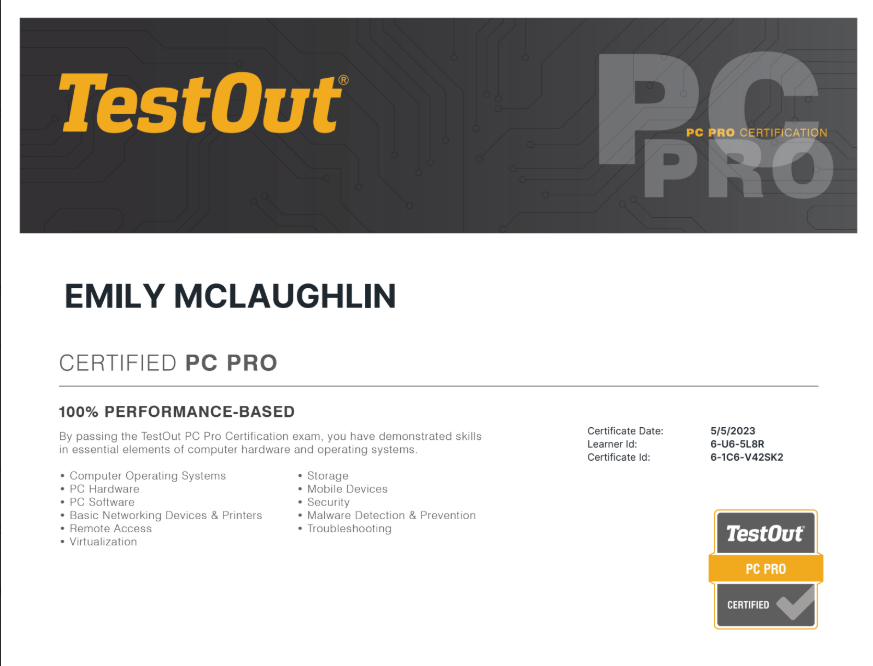 TestOut®
PC
PRO
PC PRO CERTIFICATION
EMILY MCLAUGHLIN
CERTIFIED PC PRO
100% PERFORMANCE-BASED
By passing the TestOut PC Pro Certification exam, you have demonstrated skills
in essential elements of computer hardware and operating systems.
• Computer Operating Systems
• PC Hardware
• PC Software
• Basic Networking Devices & Printers
• Remote Access
• Virtualization
• Storage
• Mobile Devices
• Security
• Malware Detection & Prevention
• Troubleshooting
Certificate Date: 5/5/2023
Learner Id: 6-U6-5L8R
Certificate Id: 6-1C6-V42SK2
TestOut
PC PRO
CERTIFIED